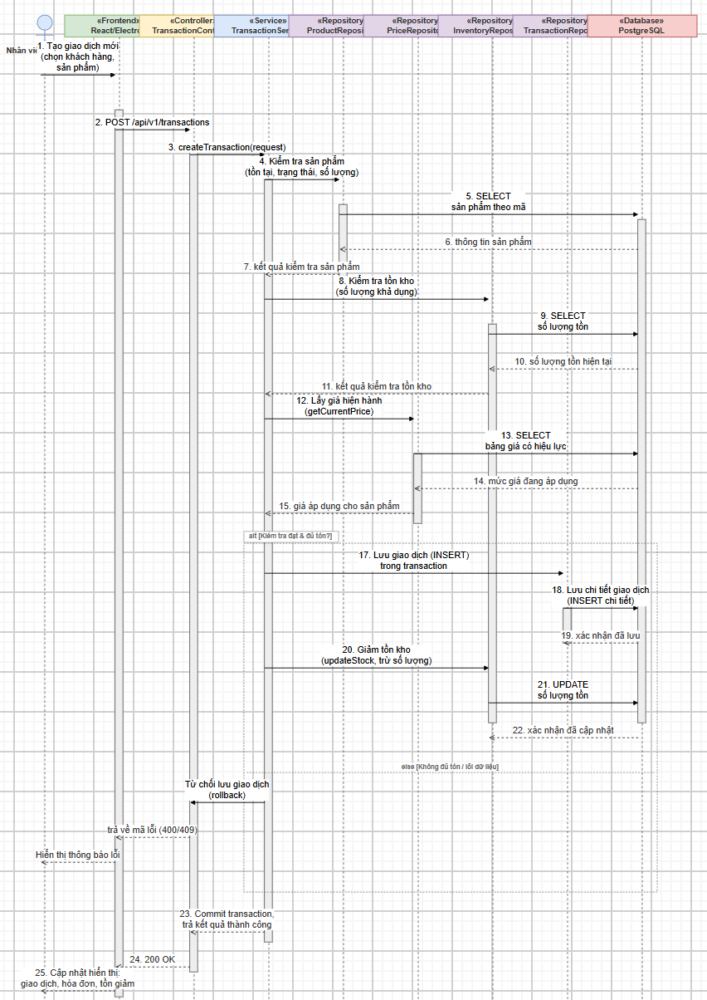 «Frontend»
React/Electr
«Controller:
TransactionCont
«Service»
TransactionSer
«Repository
ProductReposi
«Repository
PriceReposito
«Repository
InventoryRepos
«Repository
TransactionRepo
«Database»
PostgreSQL
Nhân viê
1. Tạo giao dịch mới
(chọn khách hàng,
sản phẩm)
2. POST /api/v1/transactions
3. createTransaction(request)
4. Kiểm tra sản phẩm
(tồn tại, trạng thái, số lượng)
5. SELECT
sản phẩm theo mã
6. thông tin sản phẩm
7. kết quả kiểm tra sản phẩm
8. Kiểm tra tồn kho
(số lượng khả dụng)
9. SELECT
số lượng tồn
10. số lượng tồn hiện tại
11. kết quả kiểm tra tồn kho
12. Lấy giá hiện hành
(getCurrentPrice)
13. SELECT
bảng giá có hiệu lực
14. mức giá đang áp dụng
15. giá áp dụng cho sản phẩm
alt [Kiểm tra đạt & đủ tồn?]
17. Lưu giao dịch (INSERT)
trong transaction
18. Lưu chi tiết giao dịch
(INSERT chi tiết)
19. xác nhận đã lưu
20. Giảm tồn kho
(updateStock, trừ số lượng)
21. UPDATE
số lượng tồn
22. xác nhận đã cập nhật
else [Không đủ tồn / lỗi dữ liệu]
Từ chối lưu giao dịch
(rollback)
trả về mã lỗi (400/409)
Hiển thị thông báo lỗi
23. Commit transaction,
trả kết quả thành công
24. 200 OK
25. Cập nhật hiển thị:
giao dịch, hóa đơn, tồn giảm